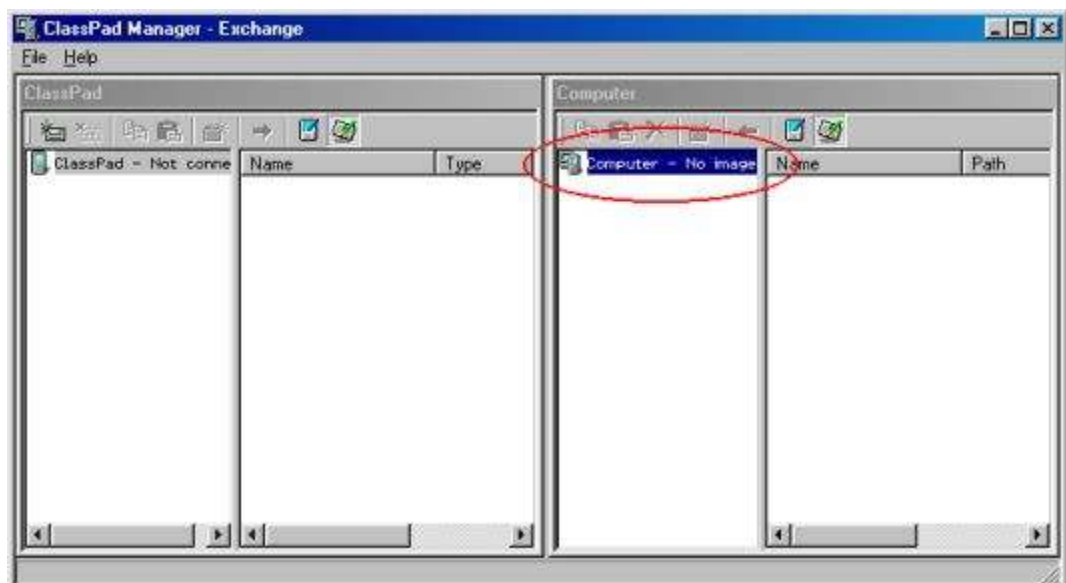 ClassPad Manager - Exchange
File Help
ClassPad
Computer
ClassPad - Not conne
Name Type
Computer - No image
Name Path